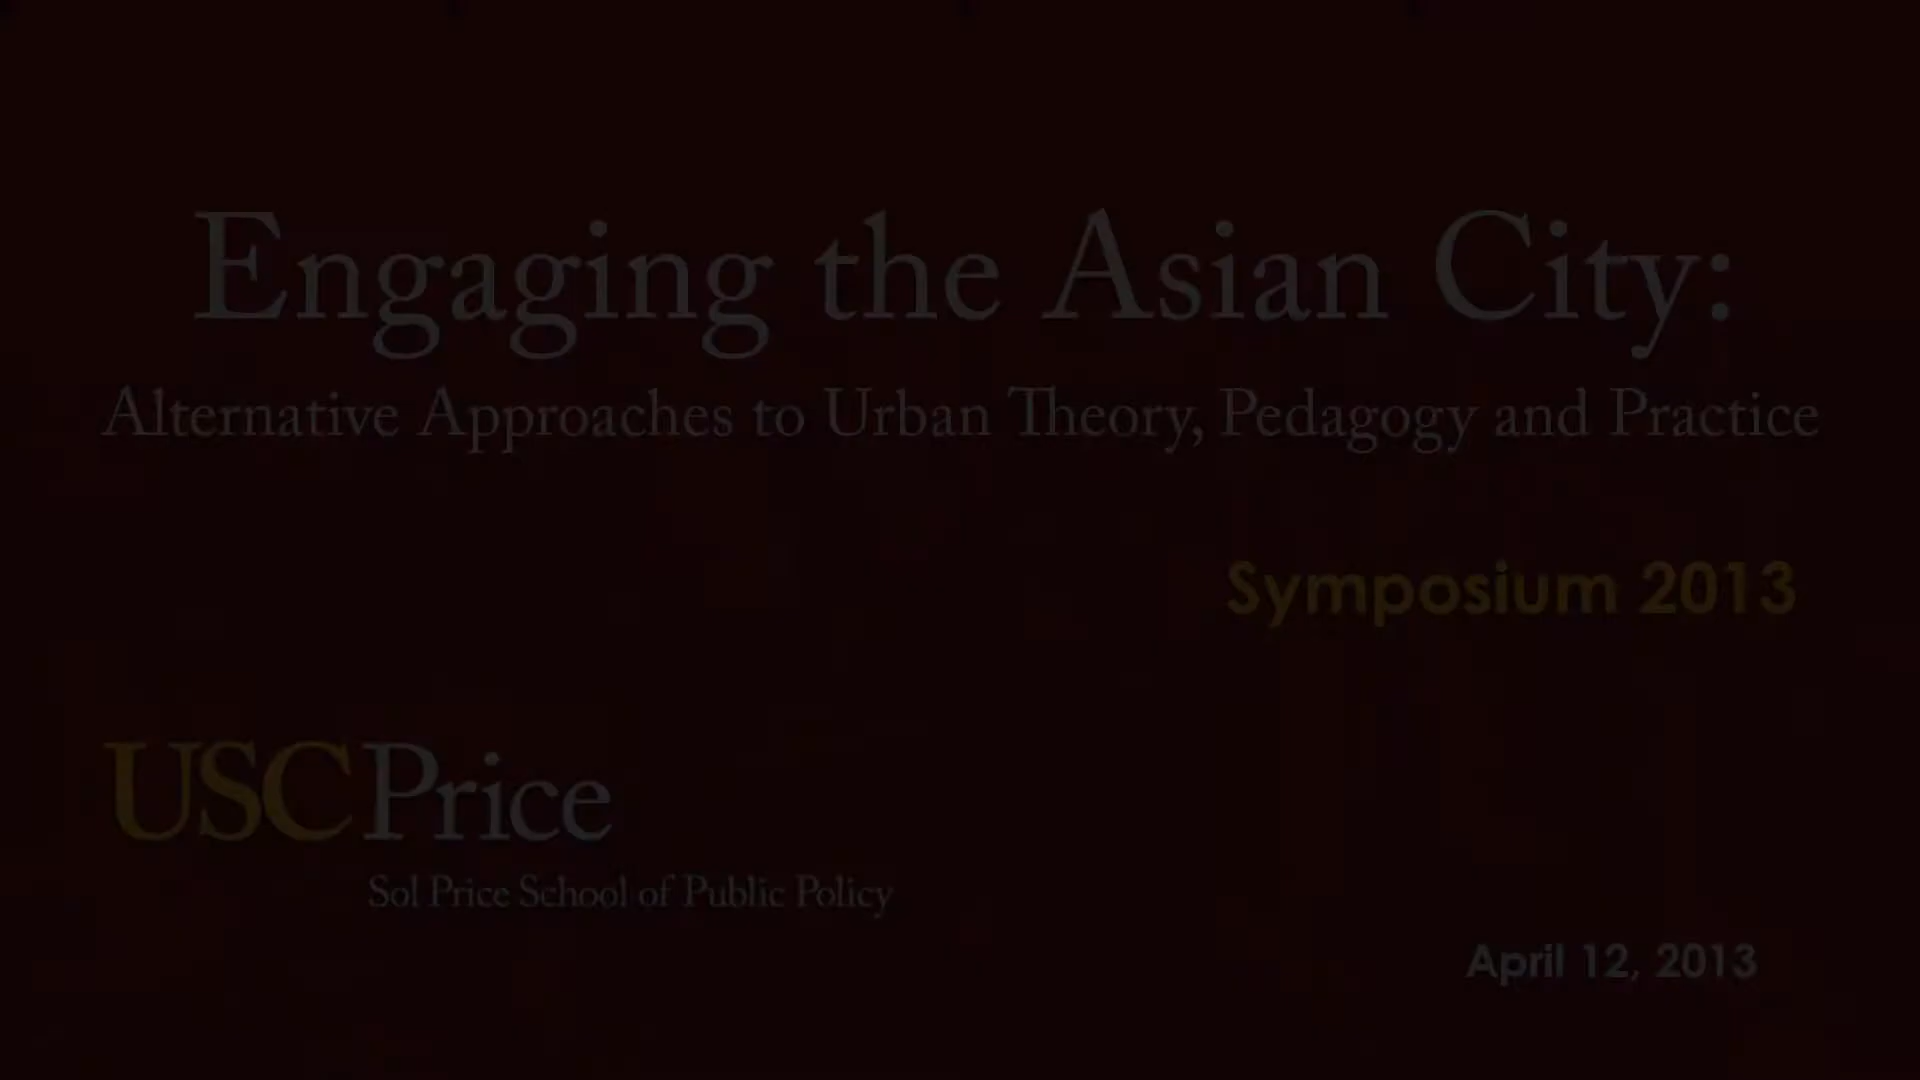 Engaging the Asian City:
Alternative Approaches to Urban Theory, Pedagogy and Practice
Symposium 2013
USC Price
Sol Price School of Public Policy
April 12, 2013